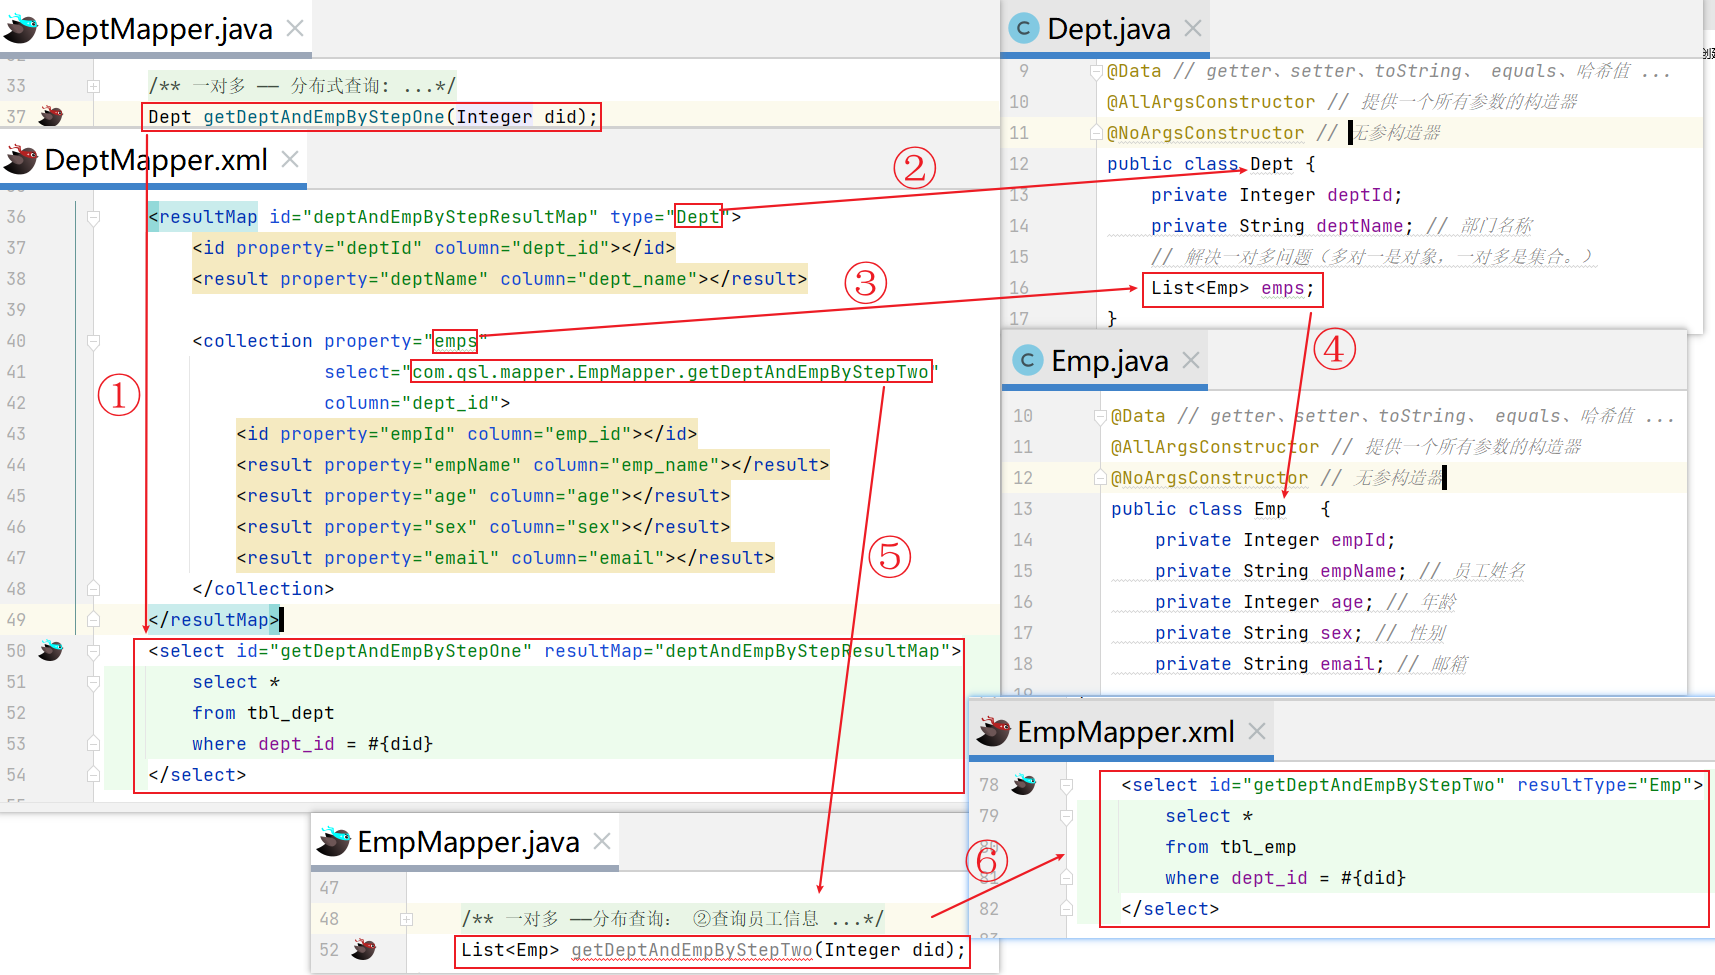 DeptMapper.java
33 /** 一对多 —— 分布式查询: ...*/
37 Dept getDeptAndEmpByStepOne(Integer did);
DeptMapper.xml
36 <resultMap id="deptAndEmpByStepResultMap" type="Dept">
37 <id property="deptId" column="dept_id"></id>
38 <result property="deptName" column="dept_name"></result>
39
40 <collection property="emps"
41 select="com.qsl.mapper.EmpMapper.getDeptAndEmpByStepTwo"
42 column="dept_id">
43 <id property="empId" column="emp_id"></id>
44 <result property="empName" column="emp_name"></result>
45 <result property="age" column="age"></result>
46 <result property="sex" column="sex"></result>
47 <result property="email" column="email"></result>
48 </collection>
49 </resultMap>
50 <select id="getDeptAndEmpByStepOne" resultMap="deptAndEmpByStepResultMap">
51 select *
52 from tbl_dept
53 where dept_id = #{did}
54 </select>
①
②
③
④
⑤
⑥
Dept.java
9 @Data // getter、setter、toString、 equals、哈希值 ...
10 @AllArgsConstructor // 提供一个所有参数的构造器
11 @NoArgsConstructor // 无参构造器
12 public class Dept {
13 private Integer deptId;
14 private String deptName; // 部门名称
15 // 解决一对多问题（多对一是对象，一对多是集合。）
16 List<Emp> emps;
17 }
Emp.java
10 @Data // getter、setter、toString、 equals、哈希值 ...
11 @AllArgsConstructor // 提供一个所有参数的构造器
12 @NoArgsConstructor // 无参构造器
13 public class Emp {
14 private Integer empId;
15 private String empName; // 员工姓名
16 private Integer age; // 年龄
17 private String sex; // 性别
18 private String email; // 邮箱
EmpMapper.xml
78 <select id="getDeptAndEmpByStepTwo" resultType="Emp">
79 select *
80 from tbl_emp
81 where dept_id = #{did}
82 </select>
EmpMapper.java
47
48 /** 一对多 ——分布查询: ②查询员工信息 ...*/
52 List<Emp> getDeptAndEmpByStepTwo(Integer did);